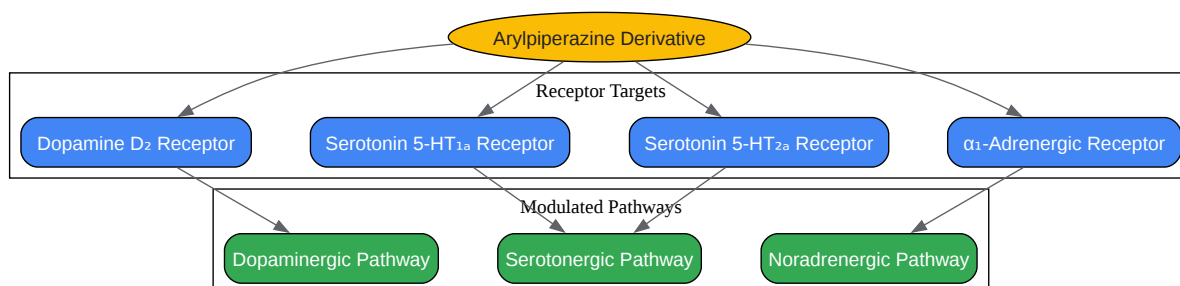 Arylpiperazine Derivative
Receptor Targets
Dopamine D₂ Receptor
Serotonin 5-HT₁ₐ Receptor
Serotonin 5-HT₂ₐ Receptor
α₁-Adrenergic Receptor
Modulated Pathways
Dopaminergic Pathway
Serotonergic Pathway
Noradrenergic Pathway